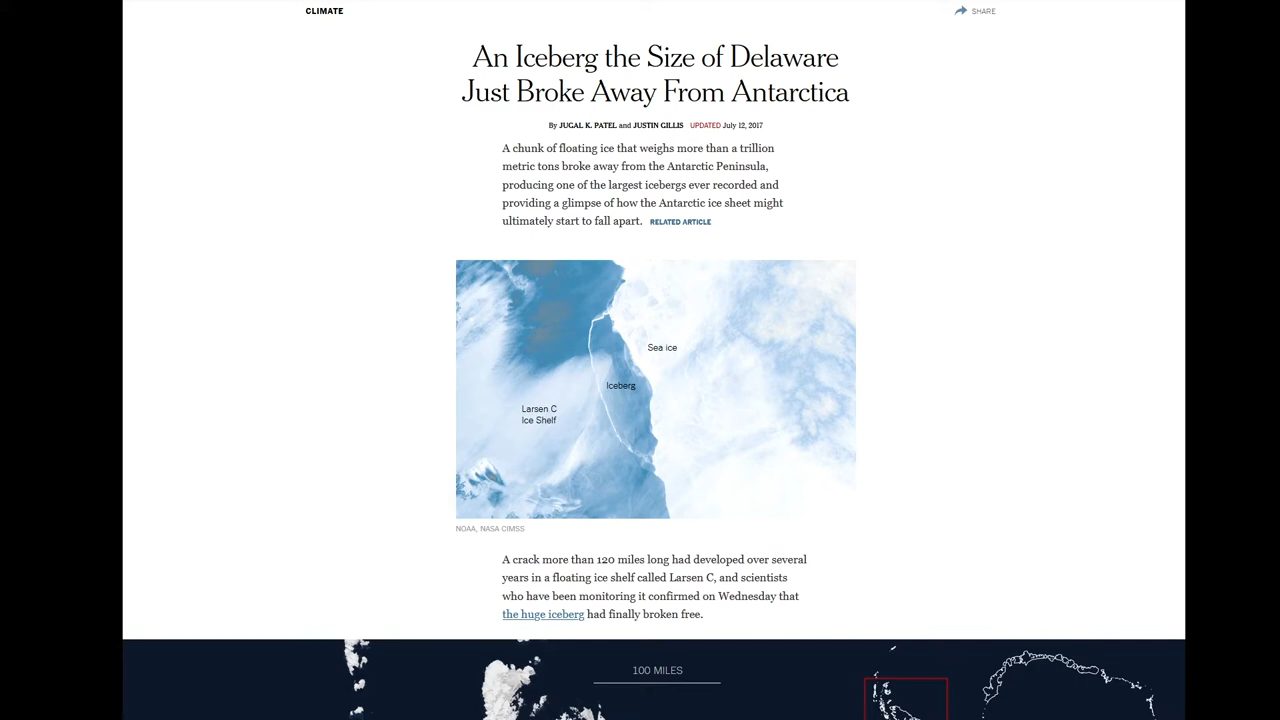 CLIMATE
SHARE
An Iceberg the Size of Delaware
Just Broke Away From Antarctica
By JUGAL K. PATEL and JUSTIN GILLIS UPDATED July 12, 2017
A chunk of floating ice that weighs more than a trillion
metric tons broke away from the Antarctic Peninsula,
producing one of the largest icebergs ever recorded and
providing a glimpse of how the Antarctic ice sheet might
ultimately start to fall apart. RELATED ARTICLE
Sea ice
Iceberg
Larsen C
Ice Shelf
NOAA, NASA CIMSS
A crack more than 120 miles long had developed over several
years in a floating ice shelf called Larsen C, and scientists
who have been monitoring it confirmed on Wednesday that
the huge iceberg had finally broken free.
100 MILES